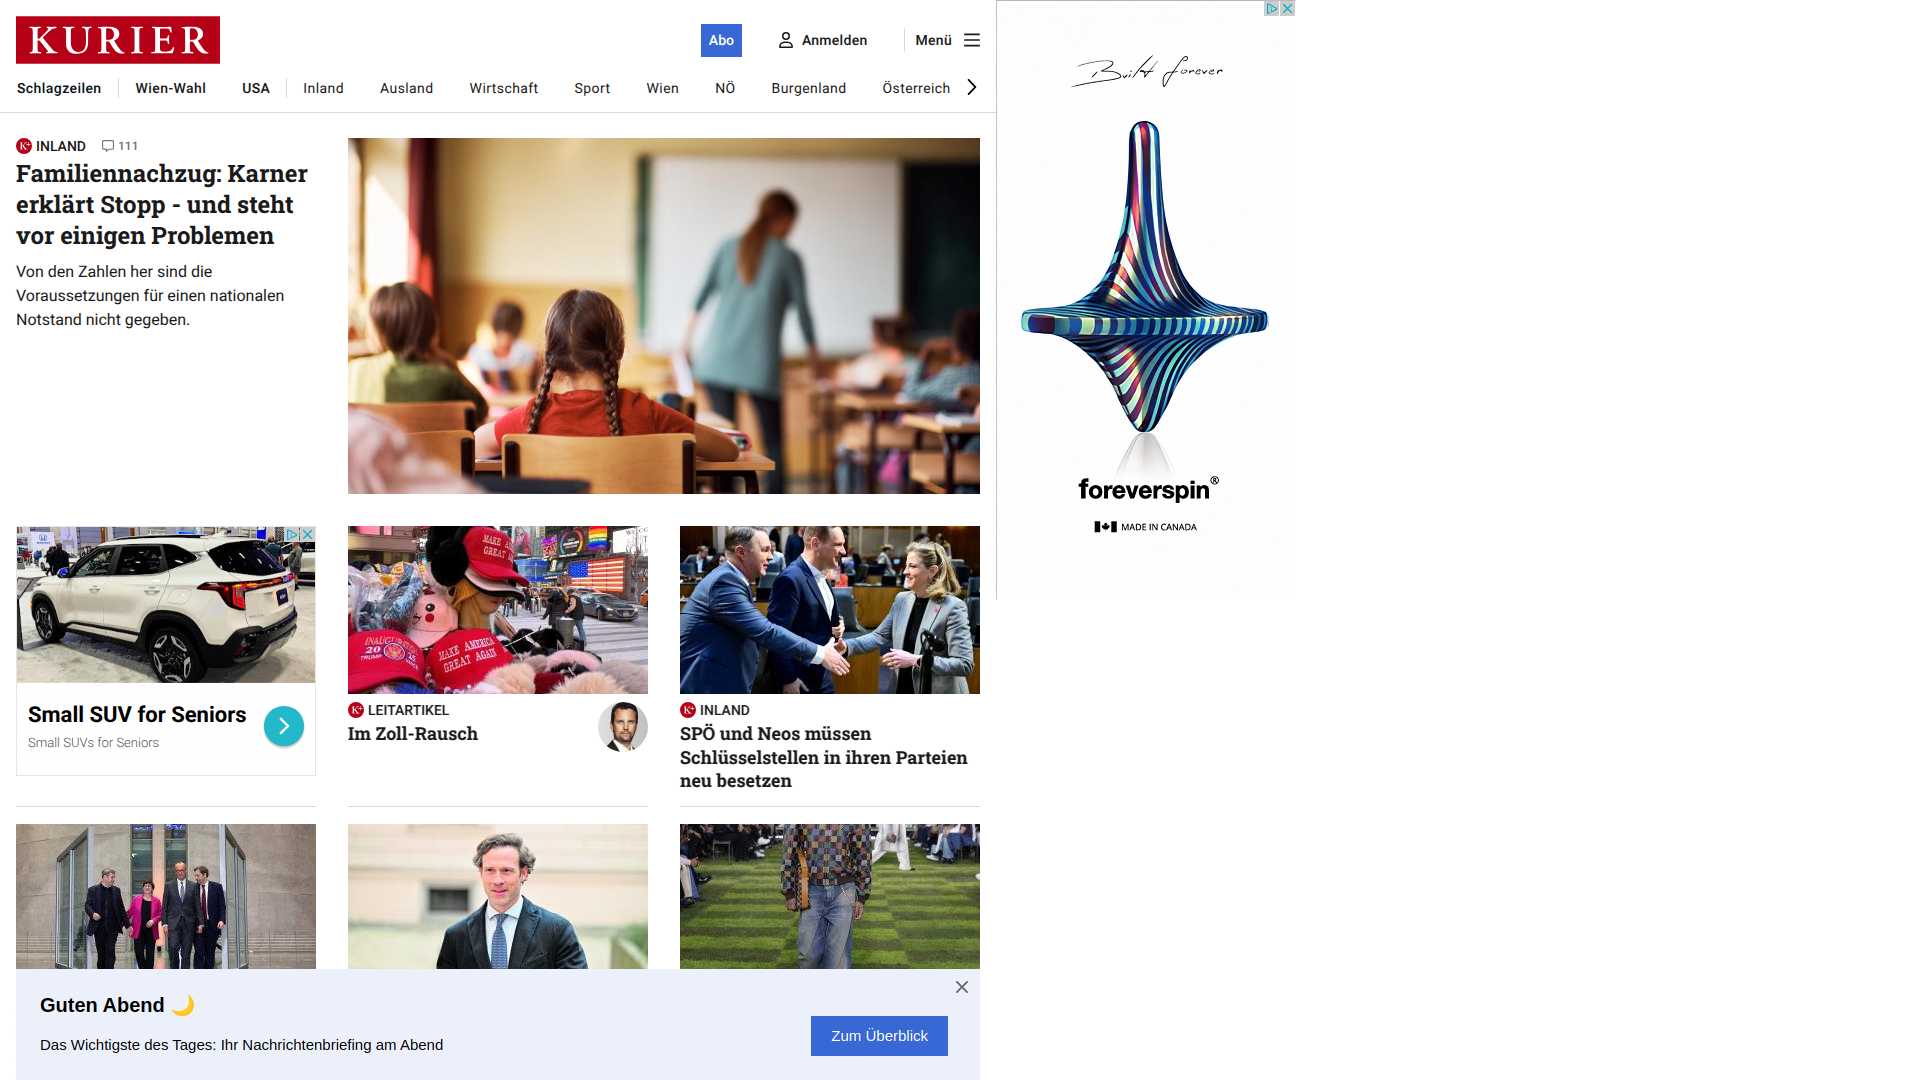 KURIER
Abo
Anmelden
Menü
Schlagzeilen
Wien-Wahl
USA
Inland
Ausland
Wirtschaft
Sport
Wien
NÖ
Burgenland
Österreich
K+ INLAND 111
Familiennachzug: Karner
erklärt Stopp - und steht
vor einigen Problemen
Von den Zahlen her sind die
Voraussetzungen für einen nationalen
Notstand nicht gegeben.
Built forever
foreverspin®
MADE IN CANADA
Small SUV for Seniors
Small SUVs for Seniors
MAKE AMERICA
GREAT AGAIN
K+ LEITARTIKEL
Im Zoll-Rausch
K+ INLAND
SPÖ und Neos müssen
Schlüsselstellen in ihren Parteien
neu besetzen
Guten Abend 🌙
Das Wichtigste des Tages: Ihr Nachrichtenbriefing am Abend
Zum Überblick